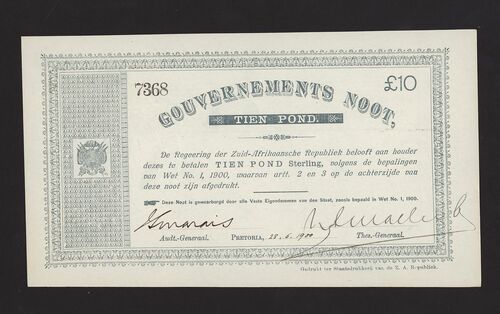 7368
£10
GOUVERNEMENTS NOOT,
TIEN POND.
De Regeering der Zuid-Afrikaansche Republiek belooft aan houder
dezes te betalen TIEN POND Sterling, volgens de bepalingen
van Wet No. 1, 1900, waarvan artt. 2 en 3 op de achterzijde van
deze noot zijn afgedrukt.
Deze Noot is gewaarborgd door alle Vaste Eigendommen van den Staat, zooals bepaald in Wet No. 1, 1900.
Audt.-Generaal. PRETORIA, 28.5.1900 Thes.-Generaal.
Gedrukt ter Staatsdrukkerij van de Z. A. Republiek.